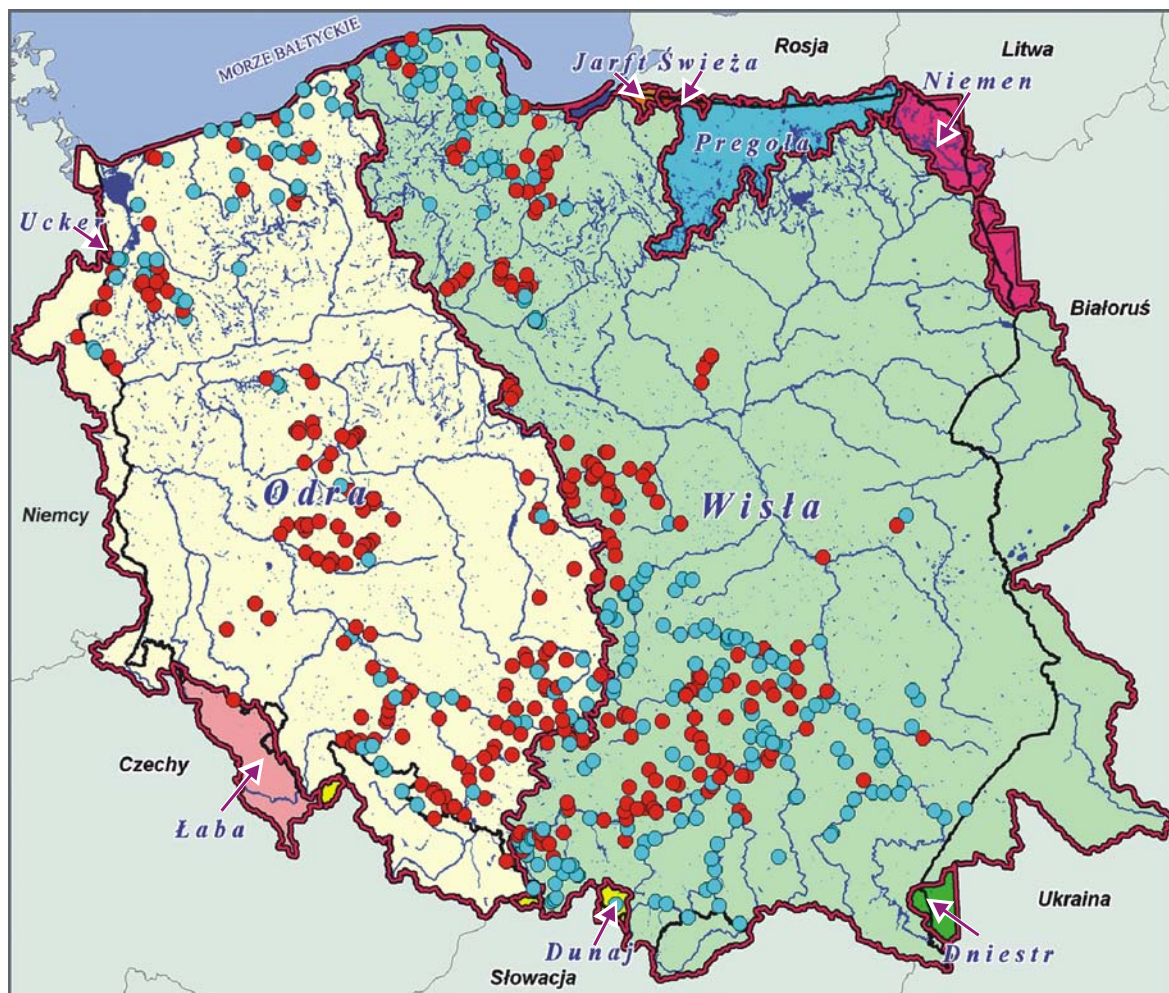 MORZE BAŁTYCKIE
Rosja
Litwa
Jarft Świeża
Niemen
Pregoła
Ucker
Białoruś
Odra
Wisła
Niemcy
Czechy
Łaba
Ukraina
Dunaj
Dniestr
Słowacja